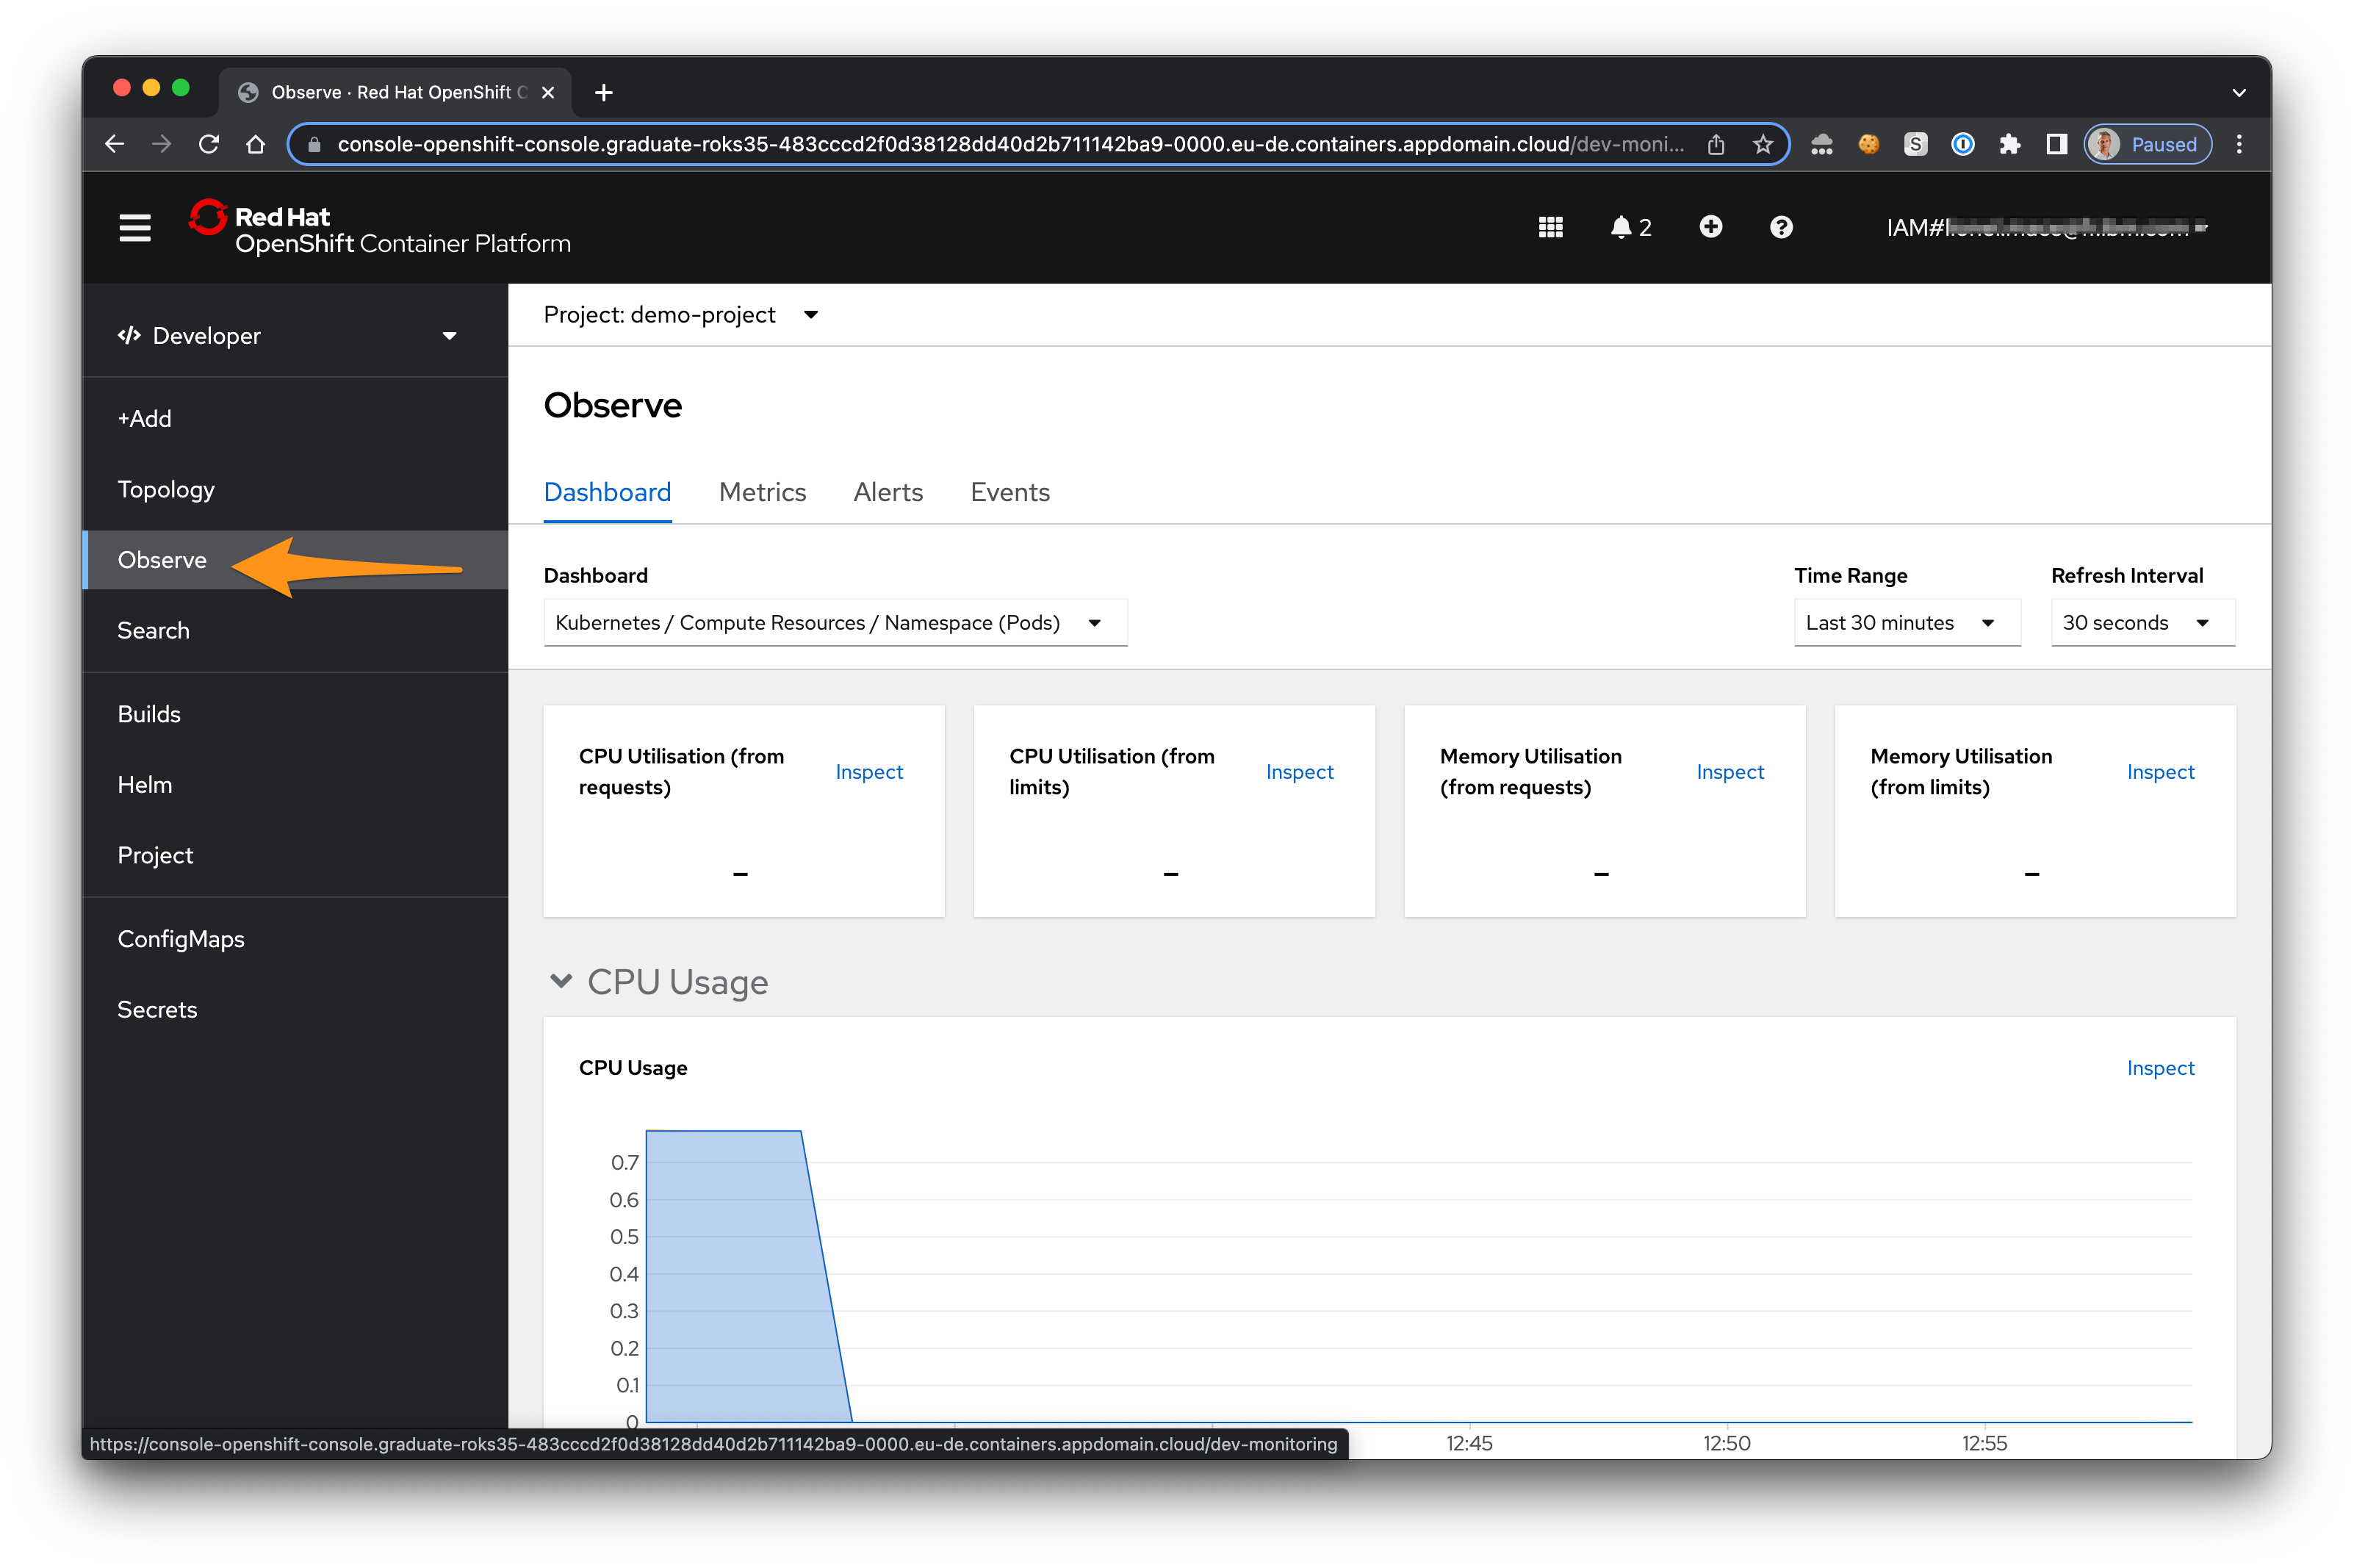 Observe · Red Hat OpenShift C
console-openshift-console.graduate-roks35-483cccd2f0d38128dd40d2b711142ba9-0000.eu-de.containers.appdomain.cloud/dev-moni...
S
Paused
Red Hat
OpenShift Container Platform
2
IAM#
Developer
Project: demo-project
+Add
Topology
Observe
Search
Builds
Helm
Project
ConfigMaps
Secrets
Observe
Dashboard Metrics Alerts Events
Dashboard
Kubernetes / Compute Resources / Namespace (Pods)
Time Range
Last 30 minutes
Refresh Interval
30 seconds
CPU Utilisation (from
requests)
Inspect
–
CPU Utilisation (from
limits)
Inspect
–
Memory Utilisation
(from requests)
Inspect
–
Memory Utilisation
(from limits)
Inspect
–
CPU Usage
CPU Usage
Inspect
0.7
0.6
0.5
0.4
0.3
0.2
0.1
0
12:45 12:50 12:55
https://console-openshift-console.graduate-roks35-483cccd2f0d38128dd40d2b711142ba9-0000.eu-de.containers.appdomain.cloud/dev-monitoring